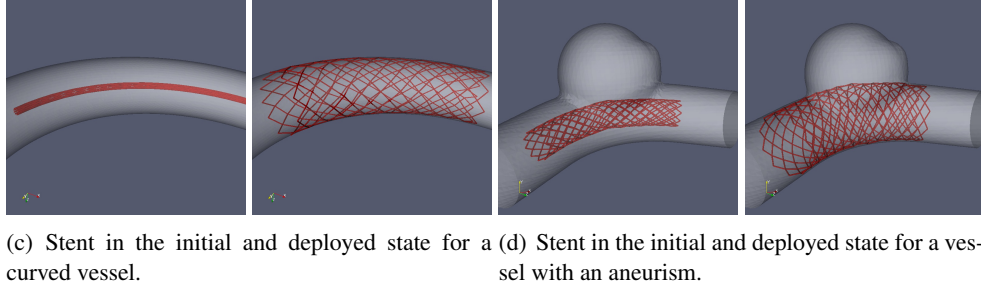 (c) Stent in the initial and deployed state for a
curved vessel.
(d) Stent in the initial and deployed state for a ves-
sel with an aneurism.